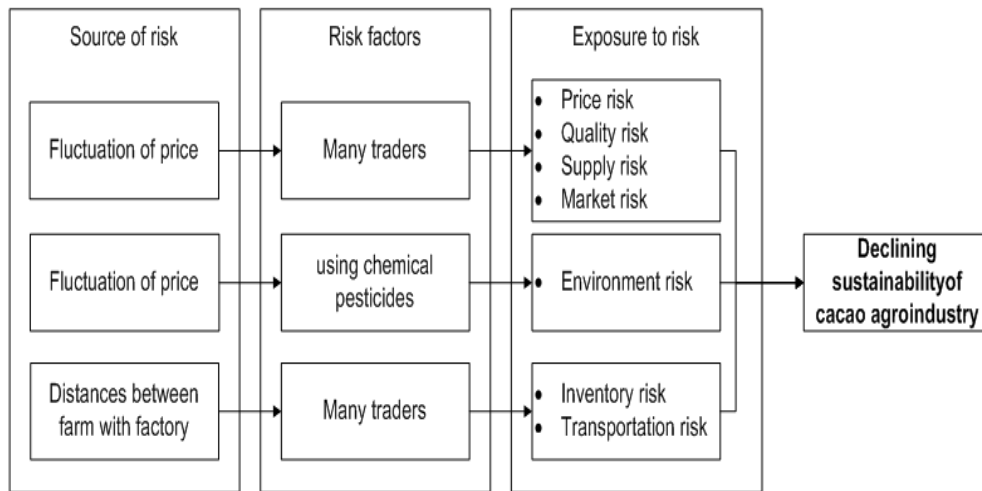 Source of risk
Fluctuation of price
Fluctuation of price
Distances between
farm with factory
Risk factors
Many traders
using chemical
pesticides
Many traders
Exposure to risk
• Price risk
• Quality risk
• Supply risk
• Market risk
• Environment risk
• Inventory risk
• Transportation risk
Declining
sustainabilityof
cacao agroindustry